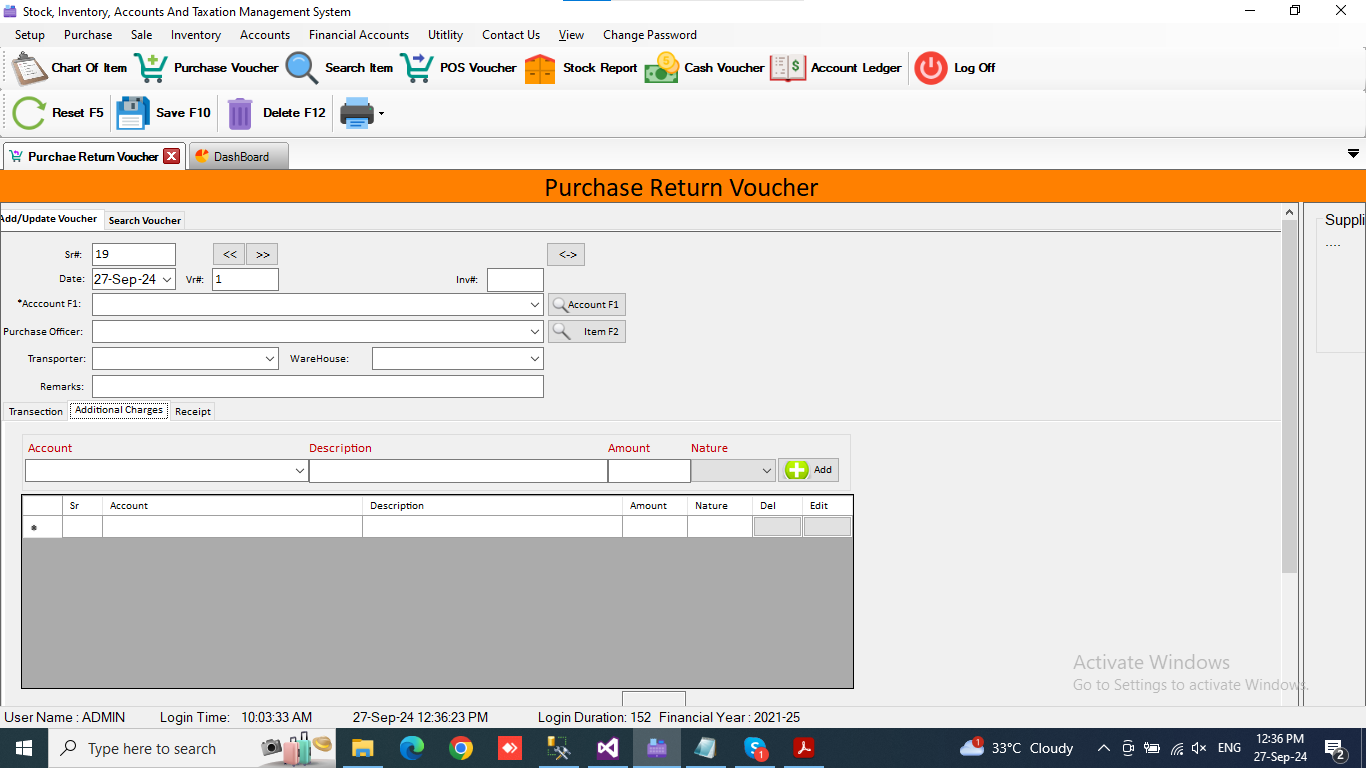 Stock, Inventory, Accounts And Taxation Management System
Setup Purchase Sale Inventory Accounts Financial Accounts Uetitlity Contact Us View Change Password
Chart Of Item Purchase Voucher Search Item POS Voucher Stock Report Cash Voucher Account Ledger Log Off
Reset F5 Save F10 Delete F12
Purchae Return Voucher DashBoard
Purchase Return Voucher
Add/Update Voucher Search Voucher
Suppli
....
Sr#: 19 << >> <->
Date: 27-Sep-24 Vr#: 1 Inv#:
*Acccount F1: Account F1
Purchase Officer: Item F2
Transporter: WareHouse:
Remarks:
Transection Additional Charges Receipt
Account Description Amount Nature
Add
Sr Account Description Amount Nature Del Edit
*
Activate Windows
Go to Settings to activate Windows.
User Name : ADMIN Login Time: 10:03:33 AM 27-Sep-24 12:36:23 PM Login Duration: 152 Financial Year : 2021-25
Type here to search 1 33°C Cloudy ENG 12:36 PM
27-Sep-24 2